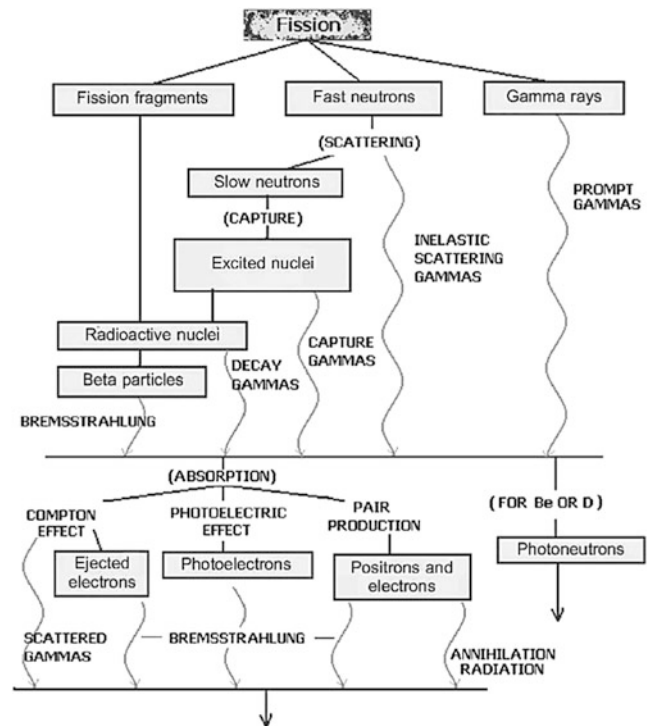 Fission
Fission fragments
Fast neutrons
Gamma rays
(SCATTERING)
Slow neutrons
PROMPT
GAMMAS
(CAPTURE)
INELASTIC
SCATTERING
GAMMAS
Excited nuclei
Radioactive nuclei
CAPTURE
GAMMAS
DECAY
GAMMAS
Beta particles
BREMSSTRAHLUNG
(ABSORPTION)
(FOR Be OR D)
COMPTON
EFFECT
PHOTOELECTRIC
EFFECT
PAIR
PRODUCTION
Photoneutrons
Ejected
electrons
Photoelectrons
Positrons and
electrons
SCATTERED
GAMMAS
BREMSSTRAHLUNG
ANNIHILATION
RADIATION